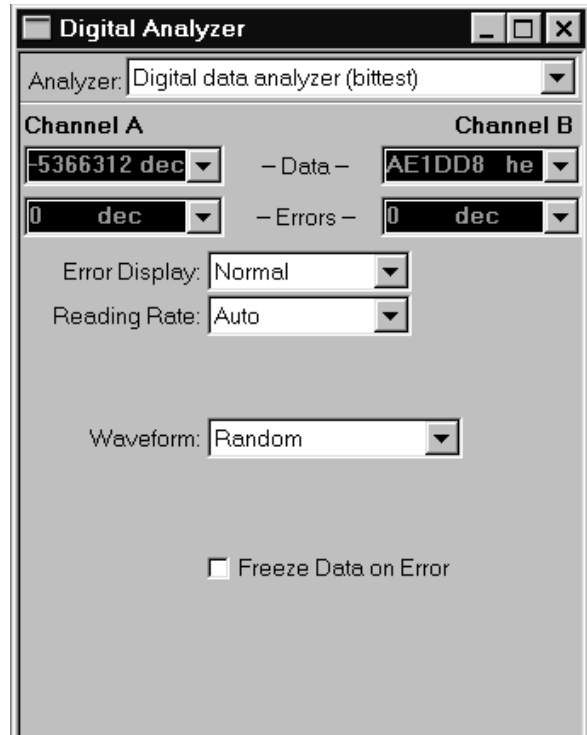 Digital Analyzer
Analyzer: Digital data analyzer (bittest)
Channel A Channel B
-5366312 dec – Data – AE1DD8 he
0 dec – Errors – 0 dec
Error Display: Normal
Reading Rate: Auto
Waveform: Random
Freeze Data on Error